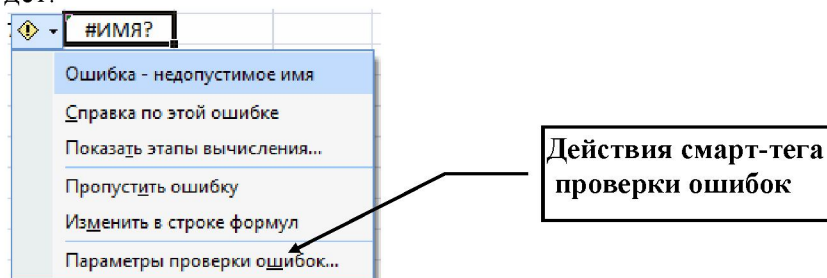 #ИМЯ?
Ошибка - недопустимое имя
Справка по этой ошибке
Показать этапы вычисления...
Пропустить ошибку
Изменить в строке формул
Параметры проверки ошибок...
Действия смарт-тега
проверки ошибок